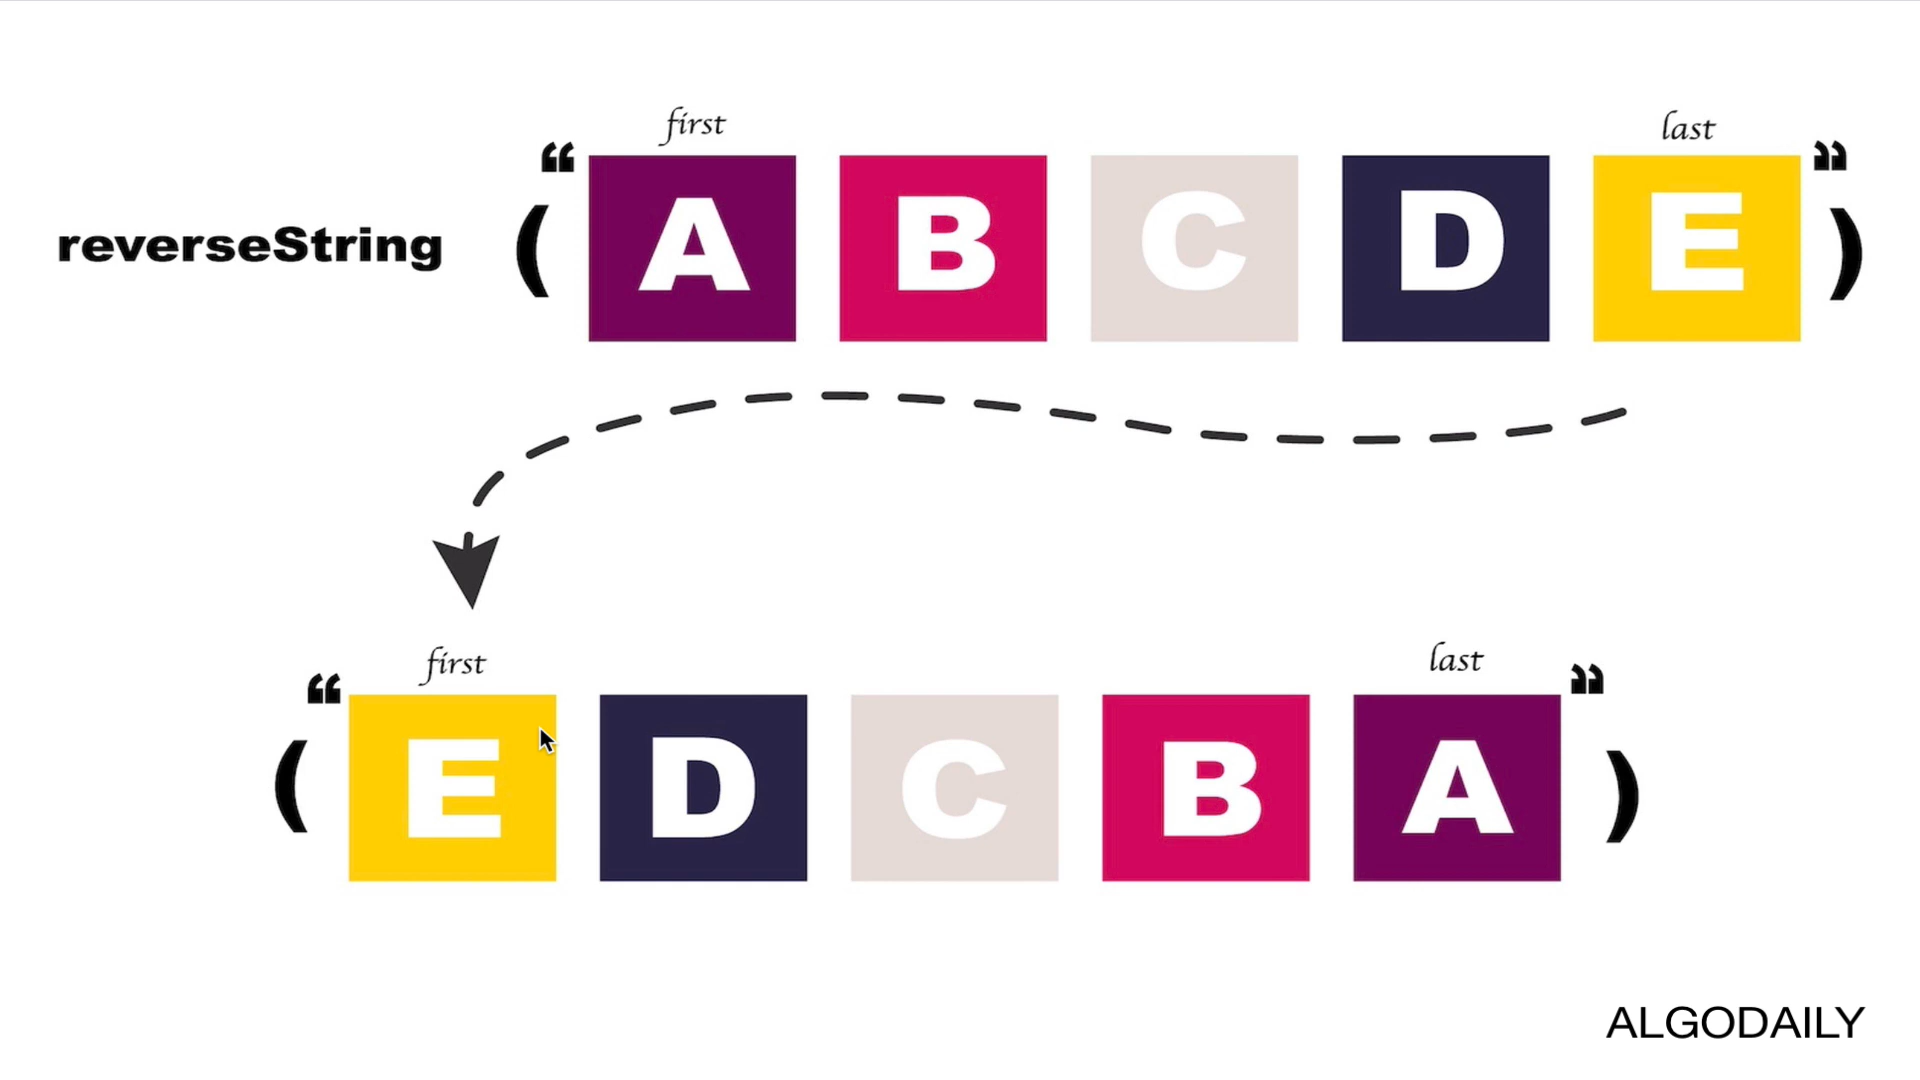 first last
reverseString (“A B C D E”)
first last
(“E D C B A”)
ALGODAILY